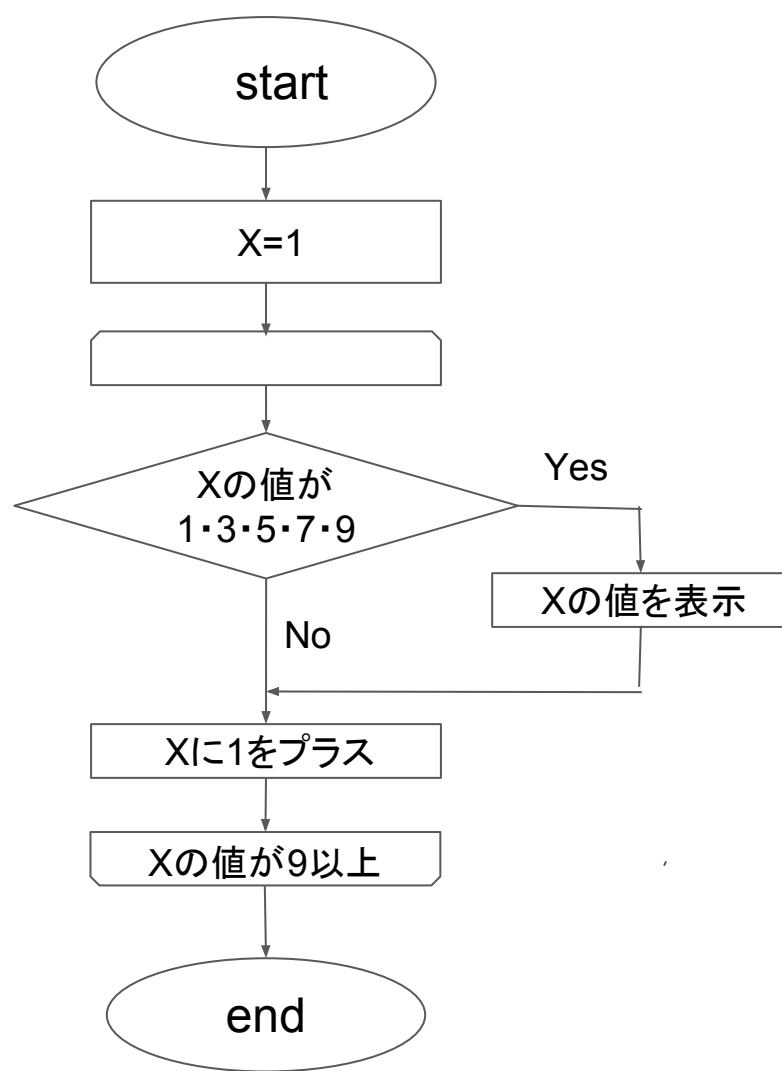 start
X=1
Xの値が
1・3・5・7・9
Yes
Xの値を表示
No
Xに1をプラス
Xの値が9以上
end